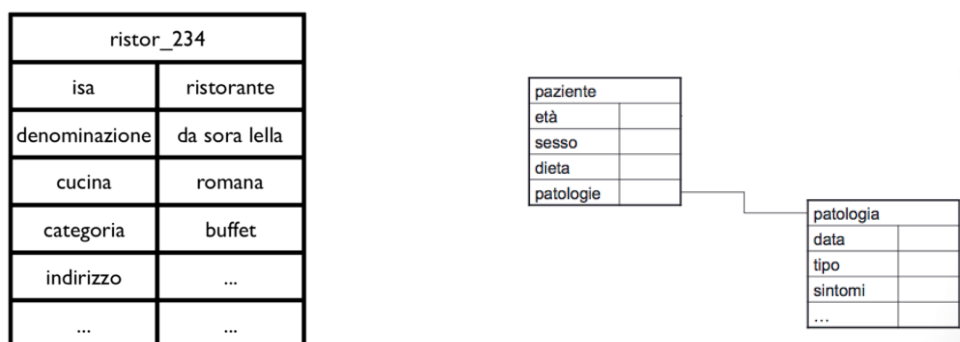 ristor_234
isa ristorante
denominazione da sora lella
cucina romana
categoria buffet
indirizzo ...
... ...
paziente
età
sesso
dieta
patologie
patologia
data
tipo
sintomi
...